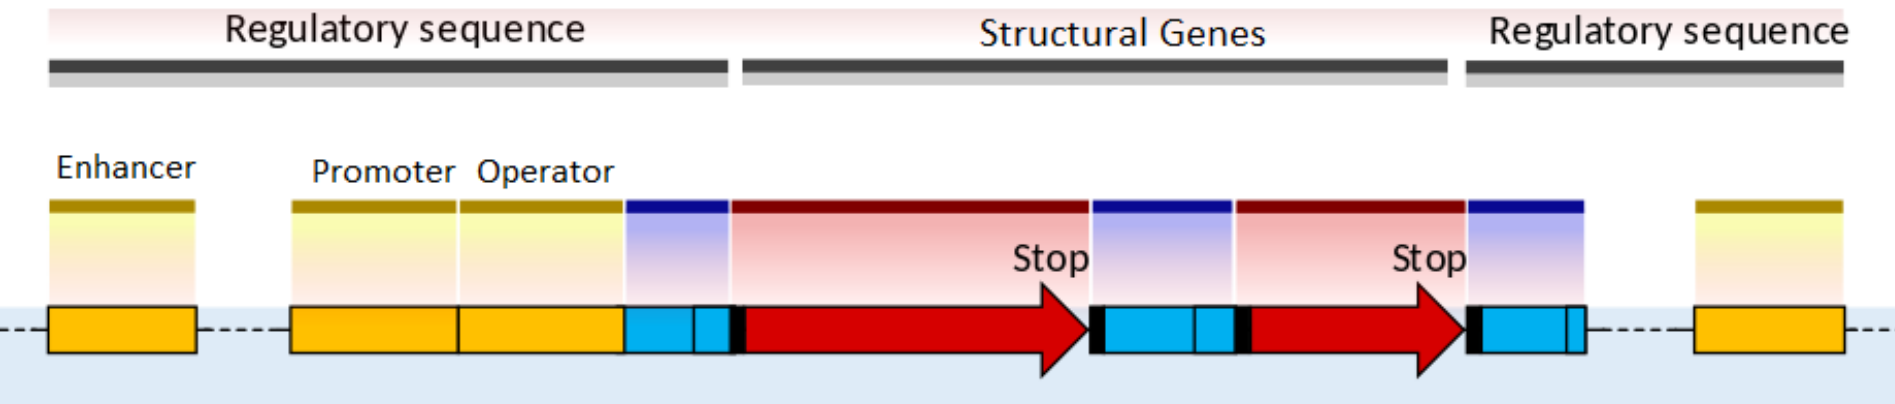 Regulatory sequence
Structural Genes
Regulatory sequence
Enhancer
Promoter
Operator
Stop
Stop